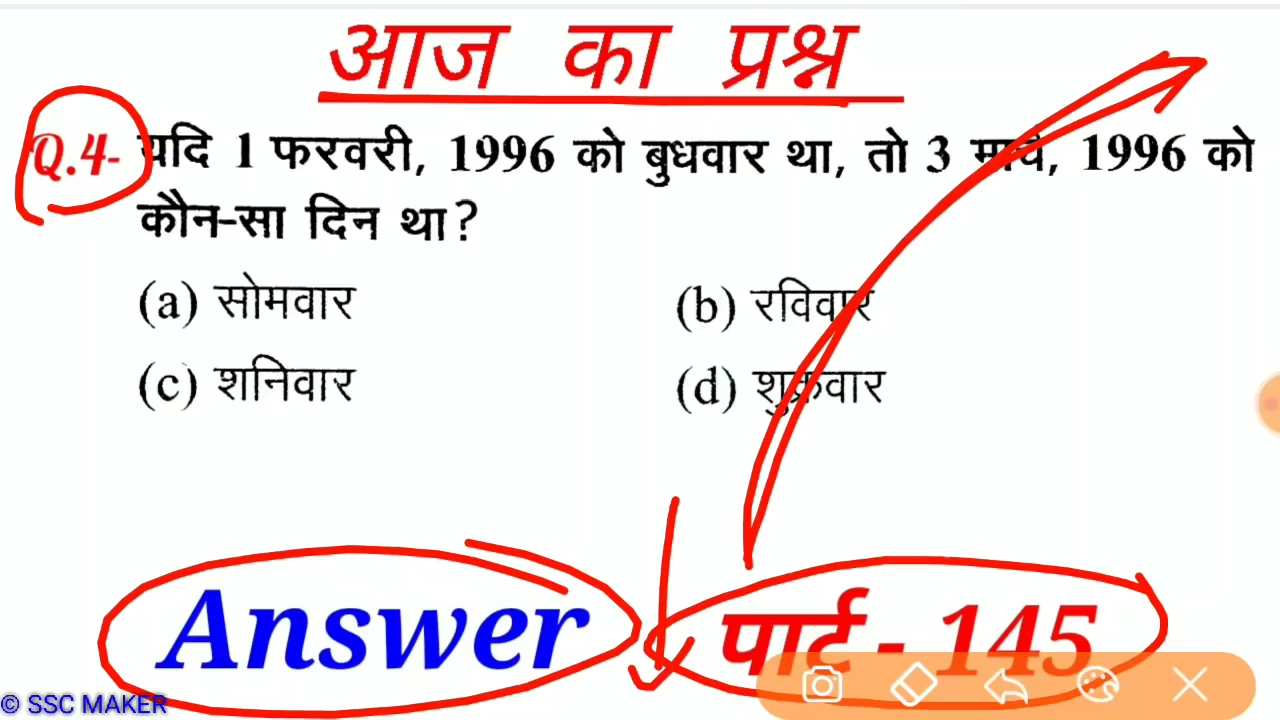 आज का प्रश्न
Q.4- यदि 1 फरवरी, 1996 को बुधवार था, तो 3 मार्च, 1996 को
कौन-सा दिन था?
(a) सोमवार (b) रविवार
(c) शनिवार (d) शुक्रवार
Answer पार्ट - 145
© SSC MAKER